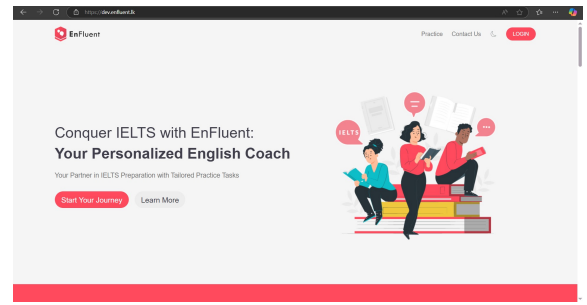 https://dev.enfluent.lk
EnFluent
Practice
Contact Us
LOGIN
IELTS
Conquer IELTS with EnFluent:
Your Personalized English Coach
Your Partner in IELTS Preparation with Tailored Practice Tasks
Start Your Journey
Learn More